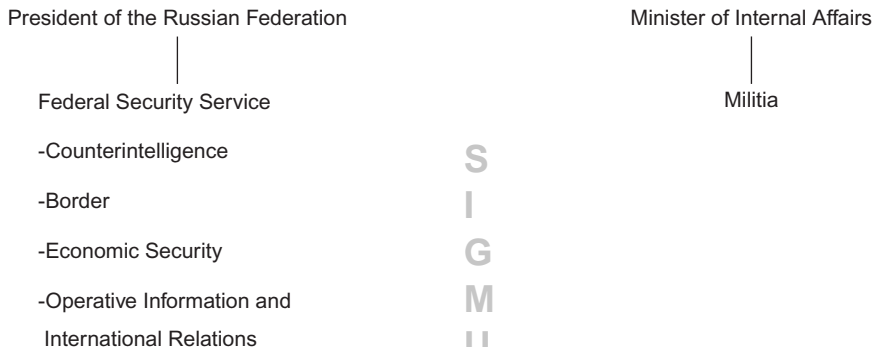 President of the Russian Federation
Minister of Internal Affairs
Federal Security Service
Militia
-Counterintelligence
S
-Border
I
-Economic Security
G
-Operative Information and
M
International Relations